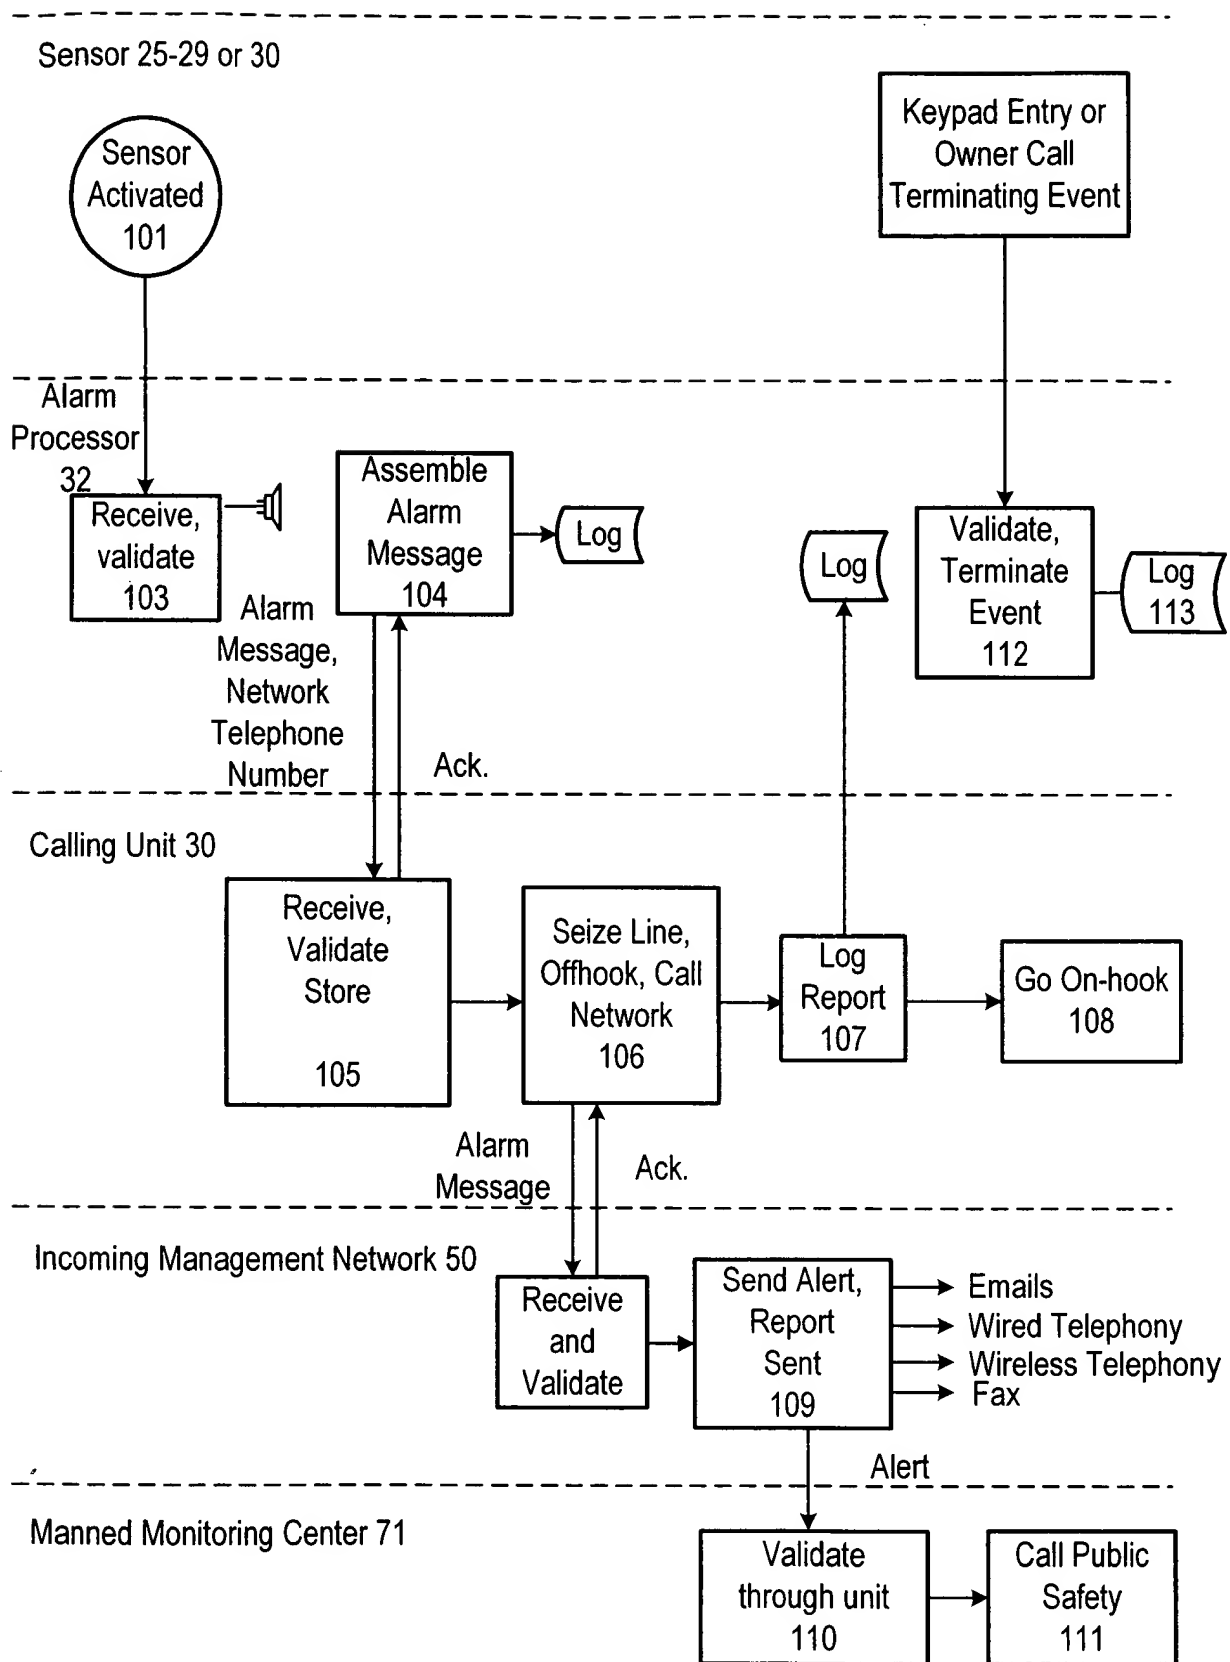 Sensor 25-29 or 30
Sensor
Activated
101
Keypad Entry or
Owner Call
Terminating Event
Alarm
Processor
32
Receive,
validate
103
Assemble
Alarm
Message
104
Log
Log
Validate,
Terminate
Event
112
Log
113
Alarm
Message,
Network
Telephone
Number
Ack.
Calling Unit 30
Receive,
Validate
Store
105
Seize Line,
Offhook, Call
Network
106
Log
Report
107
Go On-hook
108
Alarm
Message
Ack.
Incoming Management Network 50
Receive
and
Validate
Send Alert,
Report
Sent
109
Emails
Wired Telephony
Wireless Telephony
Fax
Alert
Manned Monitoring Center 71
Validate
through unit
110
Call Public
Safety
111